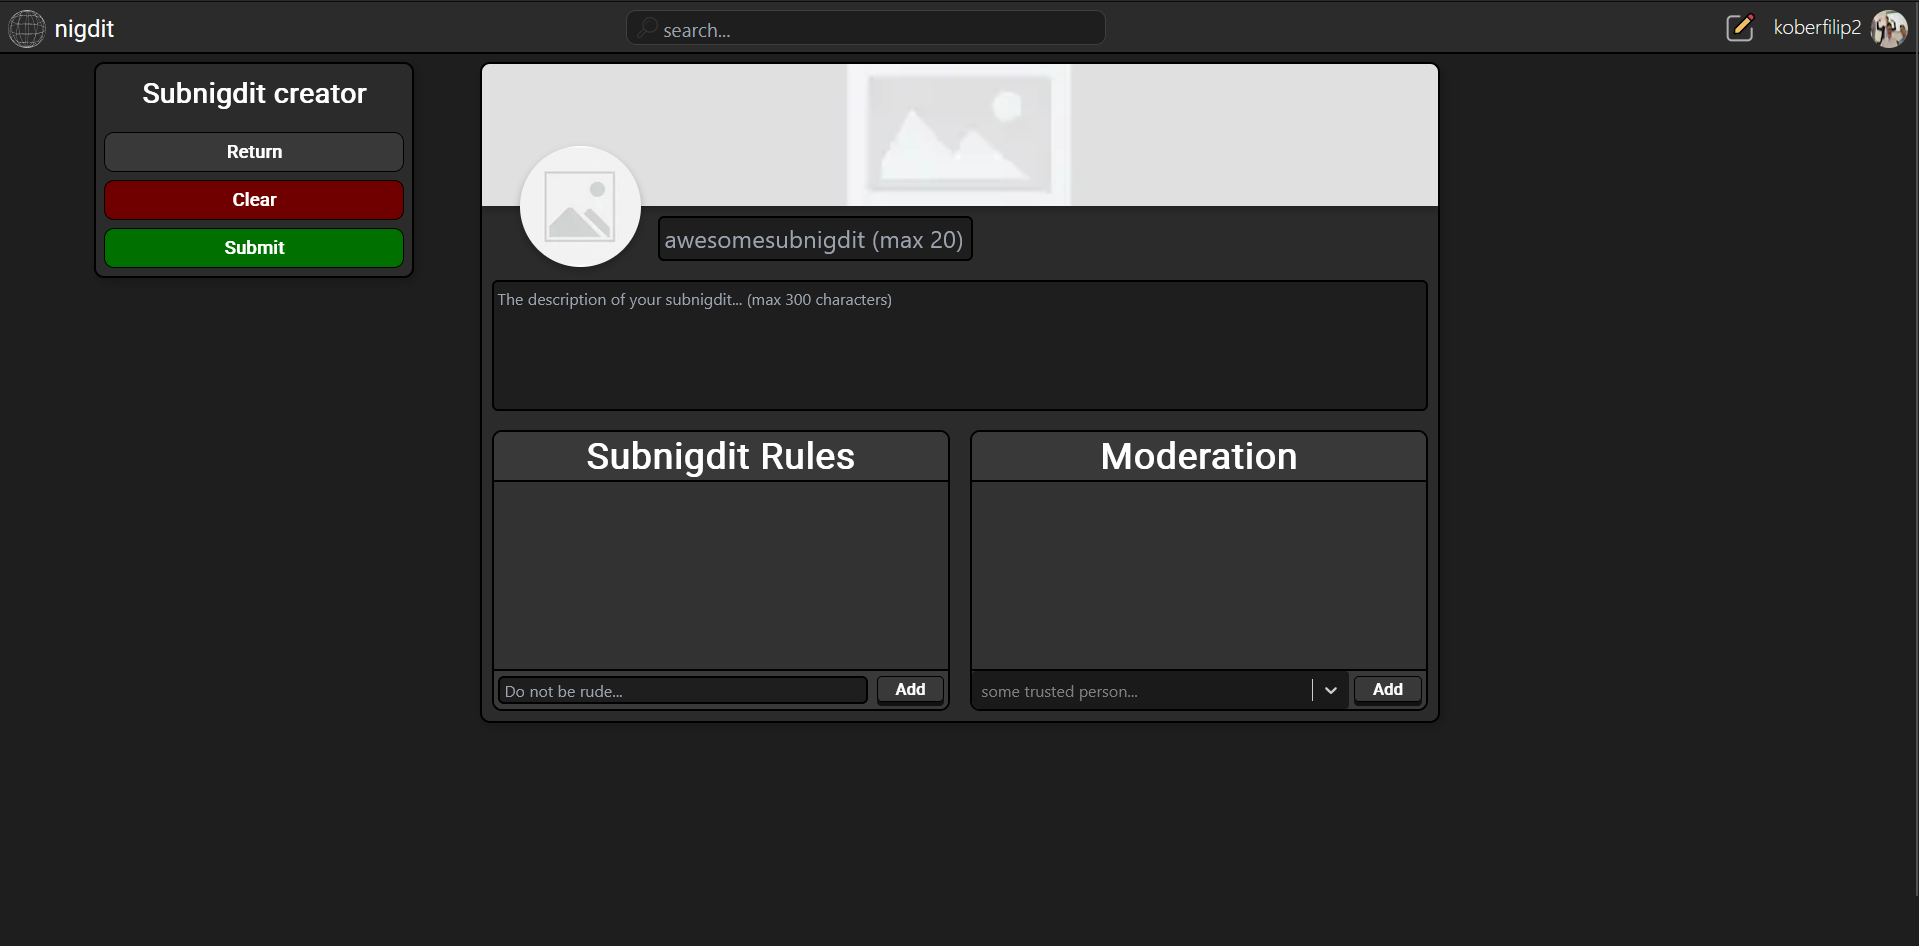 nigdit
search...
koberfilip2
Subnigdit creator
Return
Clear
Submit
awesomesubnigdit (max 20)
The description of your subnigdit... (max 300 characters)
Subnigdit Rules
Do not be rude...
Add
Moderation
some trusted person...
Add